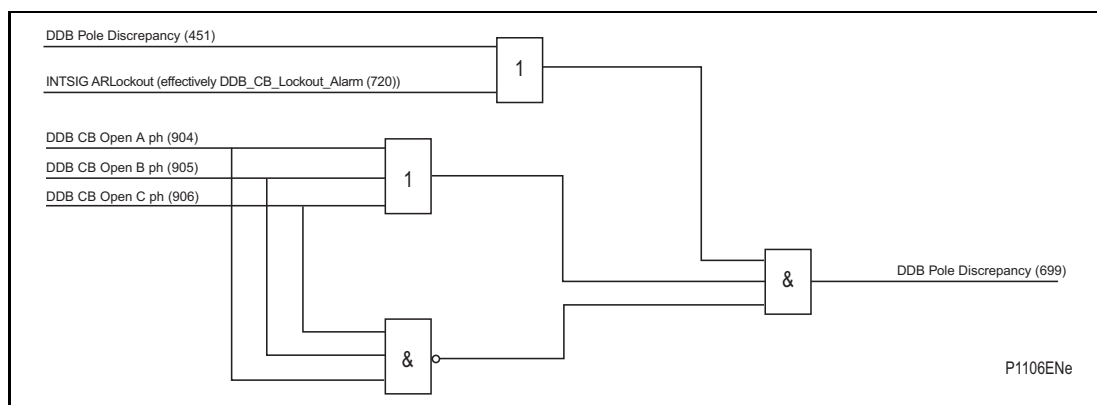 DDB Pole Discrepancy (451)
1
INTSIG ARLockout (effectively DDB_CB_Lockout_Alarm (720))
DDB CB Open A ph (904)
DDB CB Open B ph (905)
1
DDB CB Open C ph (906)
DDB Pole Discrepancy (699)
&
&
P1106ENe